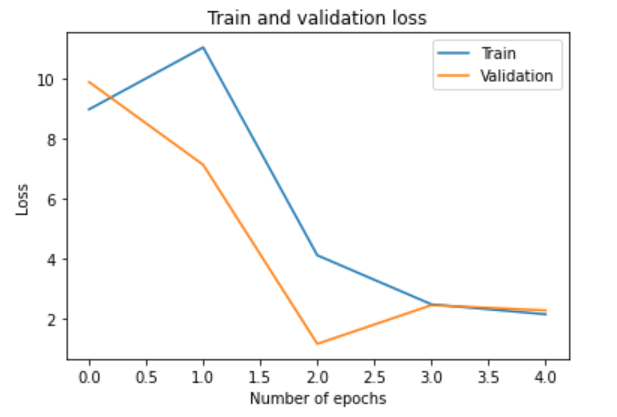 Train and validation loss
Train
Validation
10
8
6
4
2
Loss
0.0 0.5 1.0 1.5 2.0 2.5 3.0 3.5 4.0
Number of epochs